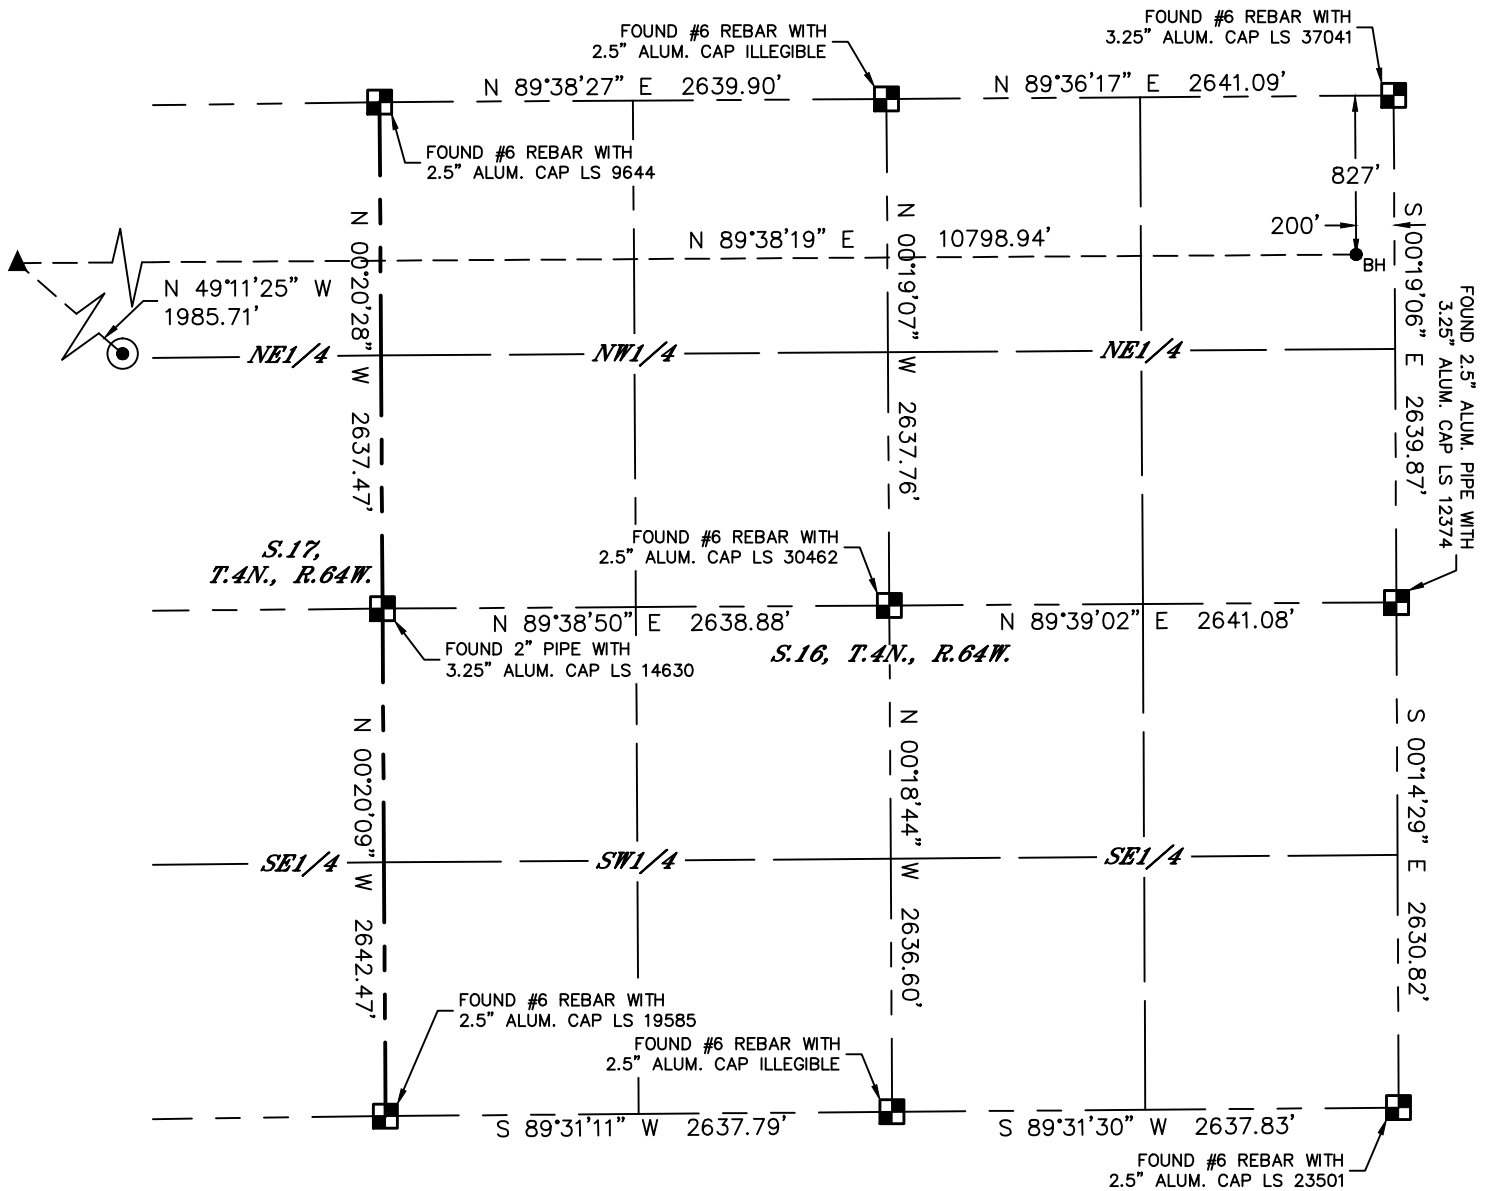 FOUND #6 REBAR WITH
2.5" ALUM. CAP ILLEGIBLE
FOUND #6 REBAR WITH
3.25" ALUM. CAP LS 37041
N 89°38'27" E 2639.90'
N 89°36'17" E 2641.09'
FOUND #6 REBAR WITH
2.5" ALUM. CAP LS 9644
827'
200'
N 89°38'19" E 10798.94'
BH
N 49°11'25" W
1985.71'
N 00°20'28" W 2637.47'
N 00°19'07" W 2637.76'
S 00°19'06" E 2639.87'
FOUND 2.5" ALUM. PIPE WITH
3.25" ALUM. CAP LS 12374
NE1/4
NW1/4
NE1/4
S.17,
T.4N., R.64W.
FOUND #6 REBAR WITH
2.5" ALUM. CAP LS 30462
N 89°38'50" E 2638.88'
N 89°39'02" E 2641.08'
FOUND 2" PIPE WITH
3.25" ALUM. CAP LS 14630
S.16, T.4N., R.64W.
N 00°20'09" W 2642.47'
N 00°18'44" W 2636.60'
S 00°14'29" E 2630.82'
SE1/4
SW1/4
SE1/4
FOUND #6 REBAR WITH
2.5" ALUM. CAP LS 19585
FOUND #6 REBAR WITH
2.5" ALUM. CAP ILLEGIBLE
S 89°31'11" W 2637.79'
S 89°31'30" W 2637.83'
FOUND #6 REBAR WITH
2.5" ALUM. CAP LS 23501